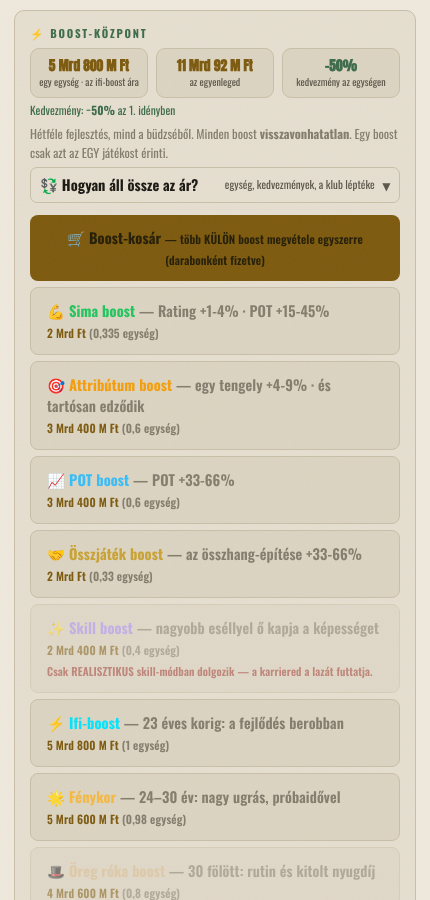 ⚡ BOOST-KÖZPONT
5 Mrd 800 M Ft
egy egység · az ifi-boost ára
11 Mrd 92 M Ft
az egyenleged
-50%
kedvezmény az egységen
Kedvezmény: −50% az 1. idényben
Hétféle fejlesztés, mind a büdzséből. Minden boost visszavonhatatlan. Egy boost
csak azt az EGY játékost érinti.
💱 Hogyan áll össze az ár? egység, kedvezmények, a klub léptéke ▼
🛒 Boost-kosár — több KÜLÖN boost megvétele egyszerre
(darabonként fizetve)
💪 Sima boost — Rating +1-4% · POT +15-45%
2 Mrd Ft (0,335 egység)
🎯 Attribútum boost — egy tengely +4-9% · és
tartósan edződik
3 Mrd 400 M Ft (0,6 egység)
📈 POT boost — POT +33-66%
3 Mrd 400 M Ft (0,6 egység)
🤝 Összjáték boost — az összhang-építése +33-66%
2 Mrd Ft (0,33 egység)
✨ Skill boost — nagyobb eséllyel ő kapja a képességet
2 Mrd 400 M Ft (0,4 egység)
Csak REALISZTIKUS skill-módban dolgozik — a karriered a lazát futtatja.
⚡ Ifi-boost — 23 éves korig: a fejlődés berobban
5 Mrd 800 M Ft (1 egység)
🌟 Fénykor — 24–30 év: nagy ugrás, próbaidővel
5 Mrd 600 M Ft (0,98 egység)
🎩 Öreg róka boost — 30 fölött: rutin és kitolt nyugdíj
4 Mrd 600 M Ft (0,8 egység)